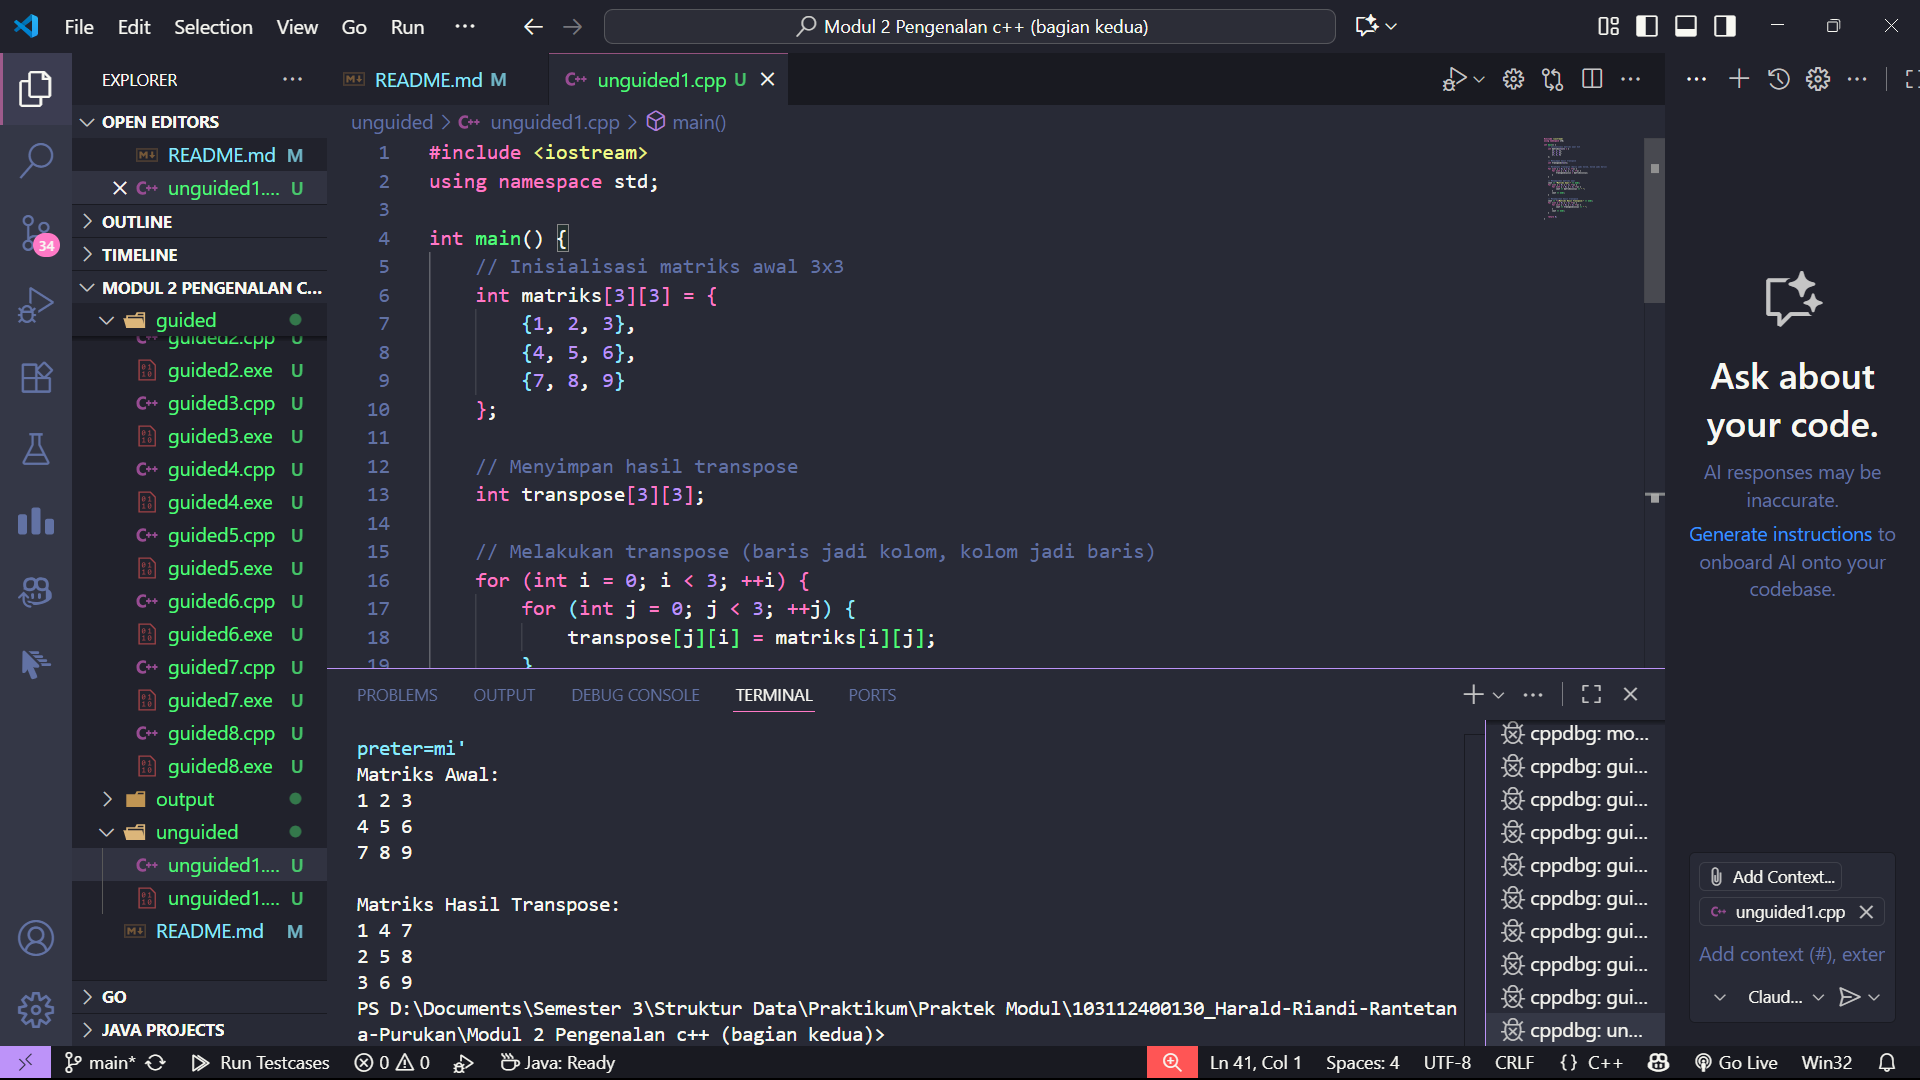 File Edit Selection View Go Run ··· Modul 2 Pengenalan c++ (bagian kedua)
EXPLORER ···
OPEN EDITORS
README.md M
unguided1.... U
OUTLINE
TIMELINE
MODUL 2 PENGENALAN C...
guided
guided2.cpp U
guided2.exe U
guided3.cpp U
guided3.exe U
guided4.cpp U
guided4.exe U
guided5.cpp U
guided5.exe U
guided6.cpp U
guided6.exe U
guided7.cpp U
guided7.exe U
guided8.cpp U
guided8.exe U
output
unguided
unguided1.... U
unguided1.... U
README.md M
GO
JAVA PROJECTS
34
README.md M unguided1.cpp U
unguided > unguided1.cpp > main()
1 #include <iostream>
2 using namespace std;
3
4 int main() {
5 // Inisialisasi matriks awal 3x3
6 int matriks[3][3] = {
7 {1, 2, 3},
8 {4, 5, 6},
9 {7, 8, 9}
10 };
11
12 // Menyimpan hasil transpose
13 int transpose[3][3];
14
15 // Melakukan transpose (baris jadi kolom, kolom jadi baris)
16 for (int i = 0; i < 3; ++i) {
17 for (int j = 0; j < 3; ++j) {
18 transpose[j][i] = matriks[i][j];
19 }
PROBLEMS OUTPUT DEBUG CONSOLE TERMINAL PORTS
preter=mi'
Matriks Awal:
1 2 3
4 5 6
7 8 9
Matriks Hasil Transpose:
1 4 7
2 5 8
3 6 9
PS D:\Documents\Semester 3\Struktur Data\Praktikum\Praktek Modul\103112400130_Harald-Riandi-Rantetan
a-Purukan\Modul 2 Pengenalan c++ (bagian kedua)>
cppdbg: mo...
cppdbg: gui...
cppdbg: gui...
cppdbg: gui...
cppdbg: gui...
cppdbg: gui...
cppdbg: gui...
cppdbg: gui...
cppdbg: gui...
cppdbg: un...
Ask about
your code.
AI responses may be
inaccurate.
Generate instructions to
onboard AI onto your
codebase.
Add Context...
unguided1.cpp
Add context (#), exter
Claud...
main* Run Testcases 0 0 Java: Ready Ln 41, Col 1 Spaces: 4 UTF-8 CRLF {} C++ Go Live Win32